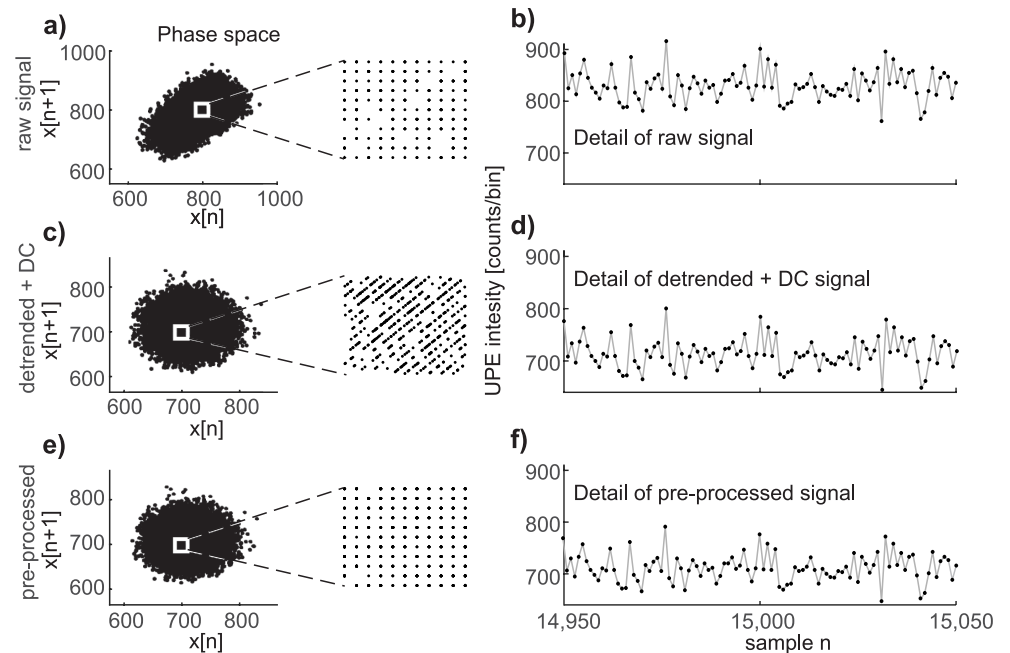 a)
Phase space
raw signal
x[n+1]
1000
800
600
600 800 1000
x[n]
b)
900
800
700
Detail of raw signal
UPE intesity [counts/bin]
c)
detrended + DC
x[n+1]
800
700
600
600 700 800
x[n]
d)
900
Detail of detrended + DC signal
800
700
e)
pre-processed
x[n+1]
800
700
600
600 700 800
x[n]
f)
900
Detail of pre-processed signal
800
700
14,950 15,000 15,050
sample n